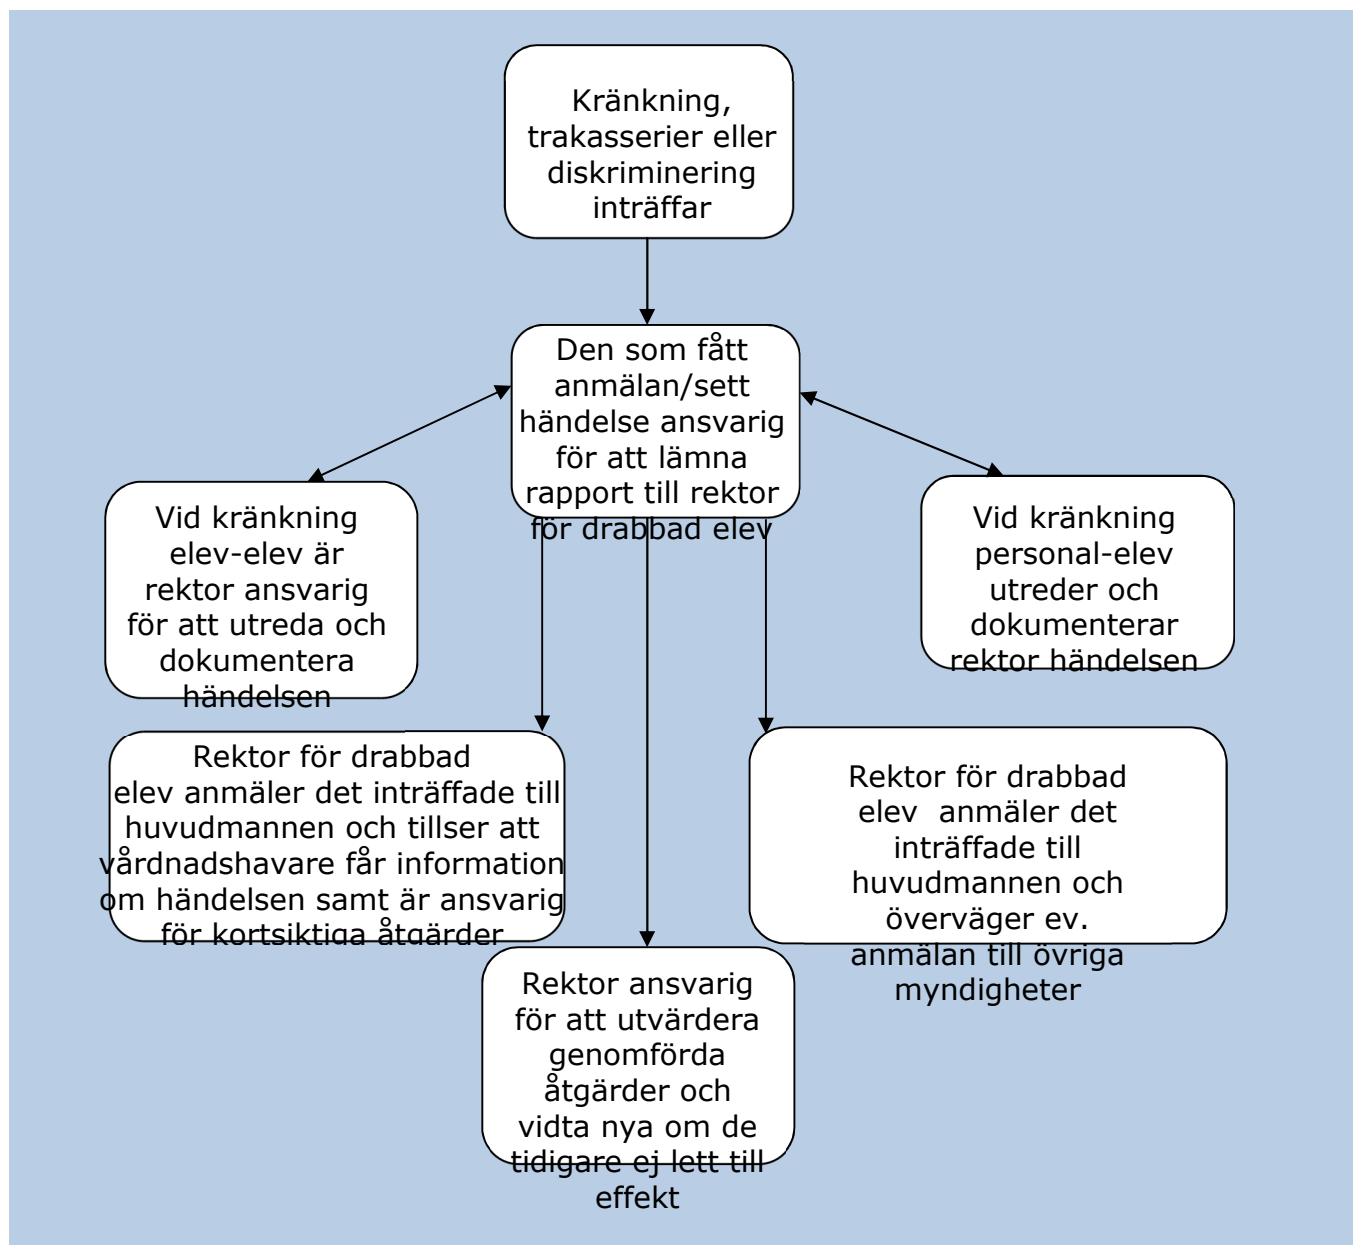 Kränkning,
trakasserier eller
diskriminering
inträffar
Den som fått
anmälan/sett
händelse ansvarig
för att lämna
rapport till rektor
för drabbad elev
Vid kränkning
elev-elev är
rektor ansvarig
för att utreda och
dokumentera
händelsen
Vid kränkning
personal-elev
utreder och
dokumenterar
rektor händelsen
Rektor för drabbad
elev anmäler det inträffade till
huvudmannen och tillser att
vårdnadshavare får information
om händelsen samt är ansvarig
för kortsiktiga åtgärder
Rektor för drabbad
elev  anmäler det
inträffade till
huvudmannen och
överväger ev.
anmälan till övriga
myndigheter
Rektor ansvarig
för att utvärdera
genomförda
åtgärder och
vidta nya om de
tidigare ej lett till
effekt